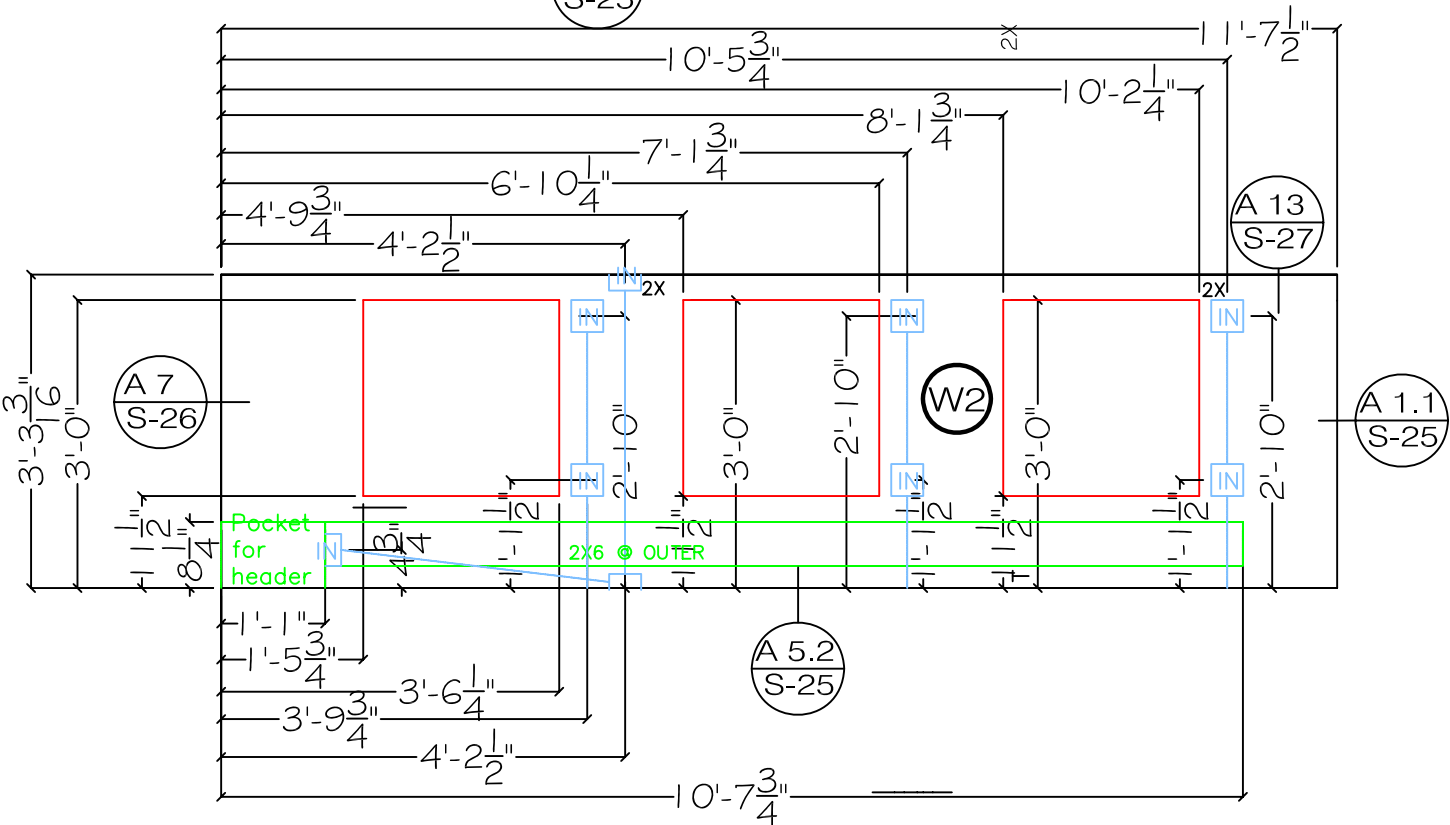 S-25
2X
11'-7 1/2"
10'-5 3/4"
10'-2 1/4"
8'-1 3/4"
7'-1 3/4"
6'-10 1/4"
4'-9 3/4"
4'-2 1/2"
A 13
S-27
IN
2X
2X
IN
IN
IN
3'-3 3/16"
3'-0"
A 7
S-26
2'-10"
3'-0"
2'-10"
W2
3'-0"
2'-10"
A 1.1
S-25
IN
IN
IN
1'-1 1/2"
1'-1 1/2"
1'-1 1/2"
1'-1 1/2"
1'-1 1/2"
8 1/4"
Pocket
for
header
IN
4 3/4"
2X6 @ OUTER
1'-1"
1'-5 3/4"
3'-6 1/4"
3'-9 3/4"
4'-2 1/2"
A 5.2
S-25
10'-7 3/4"